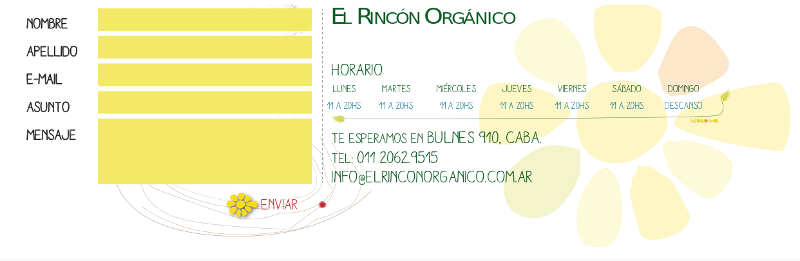 NOMBRE
APELLIDO
E-MAIL
ASUNTO
MENSAJE
ENVIAR
EL RINCÓN ORGÁNICO
HORARIO
LUNES MARTES MIÉRCOLES JUEVES VIERNES SÁBADO DOMINGO
11 A 20HS 11 A 20HS 11 A 20HS 11 A 20HS 11 A 20HS 11 A 20HS DESCANSO
TE ESPERAMOS EN BULNES 910, CABA.
TEL: 011 2062.9515
INFO@ELRINCONORGANICO.COM.AR